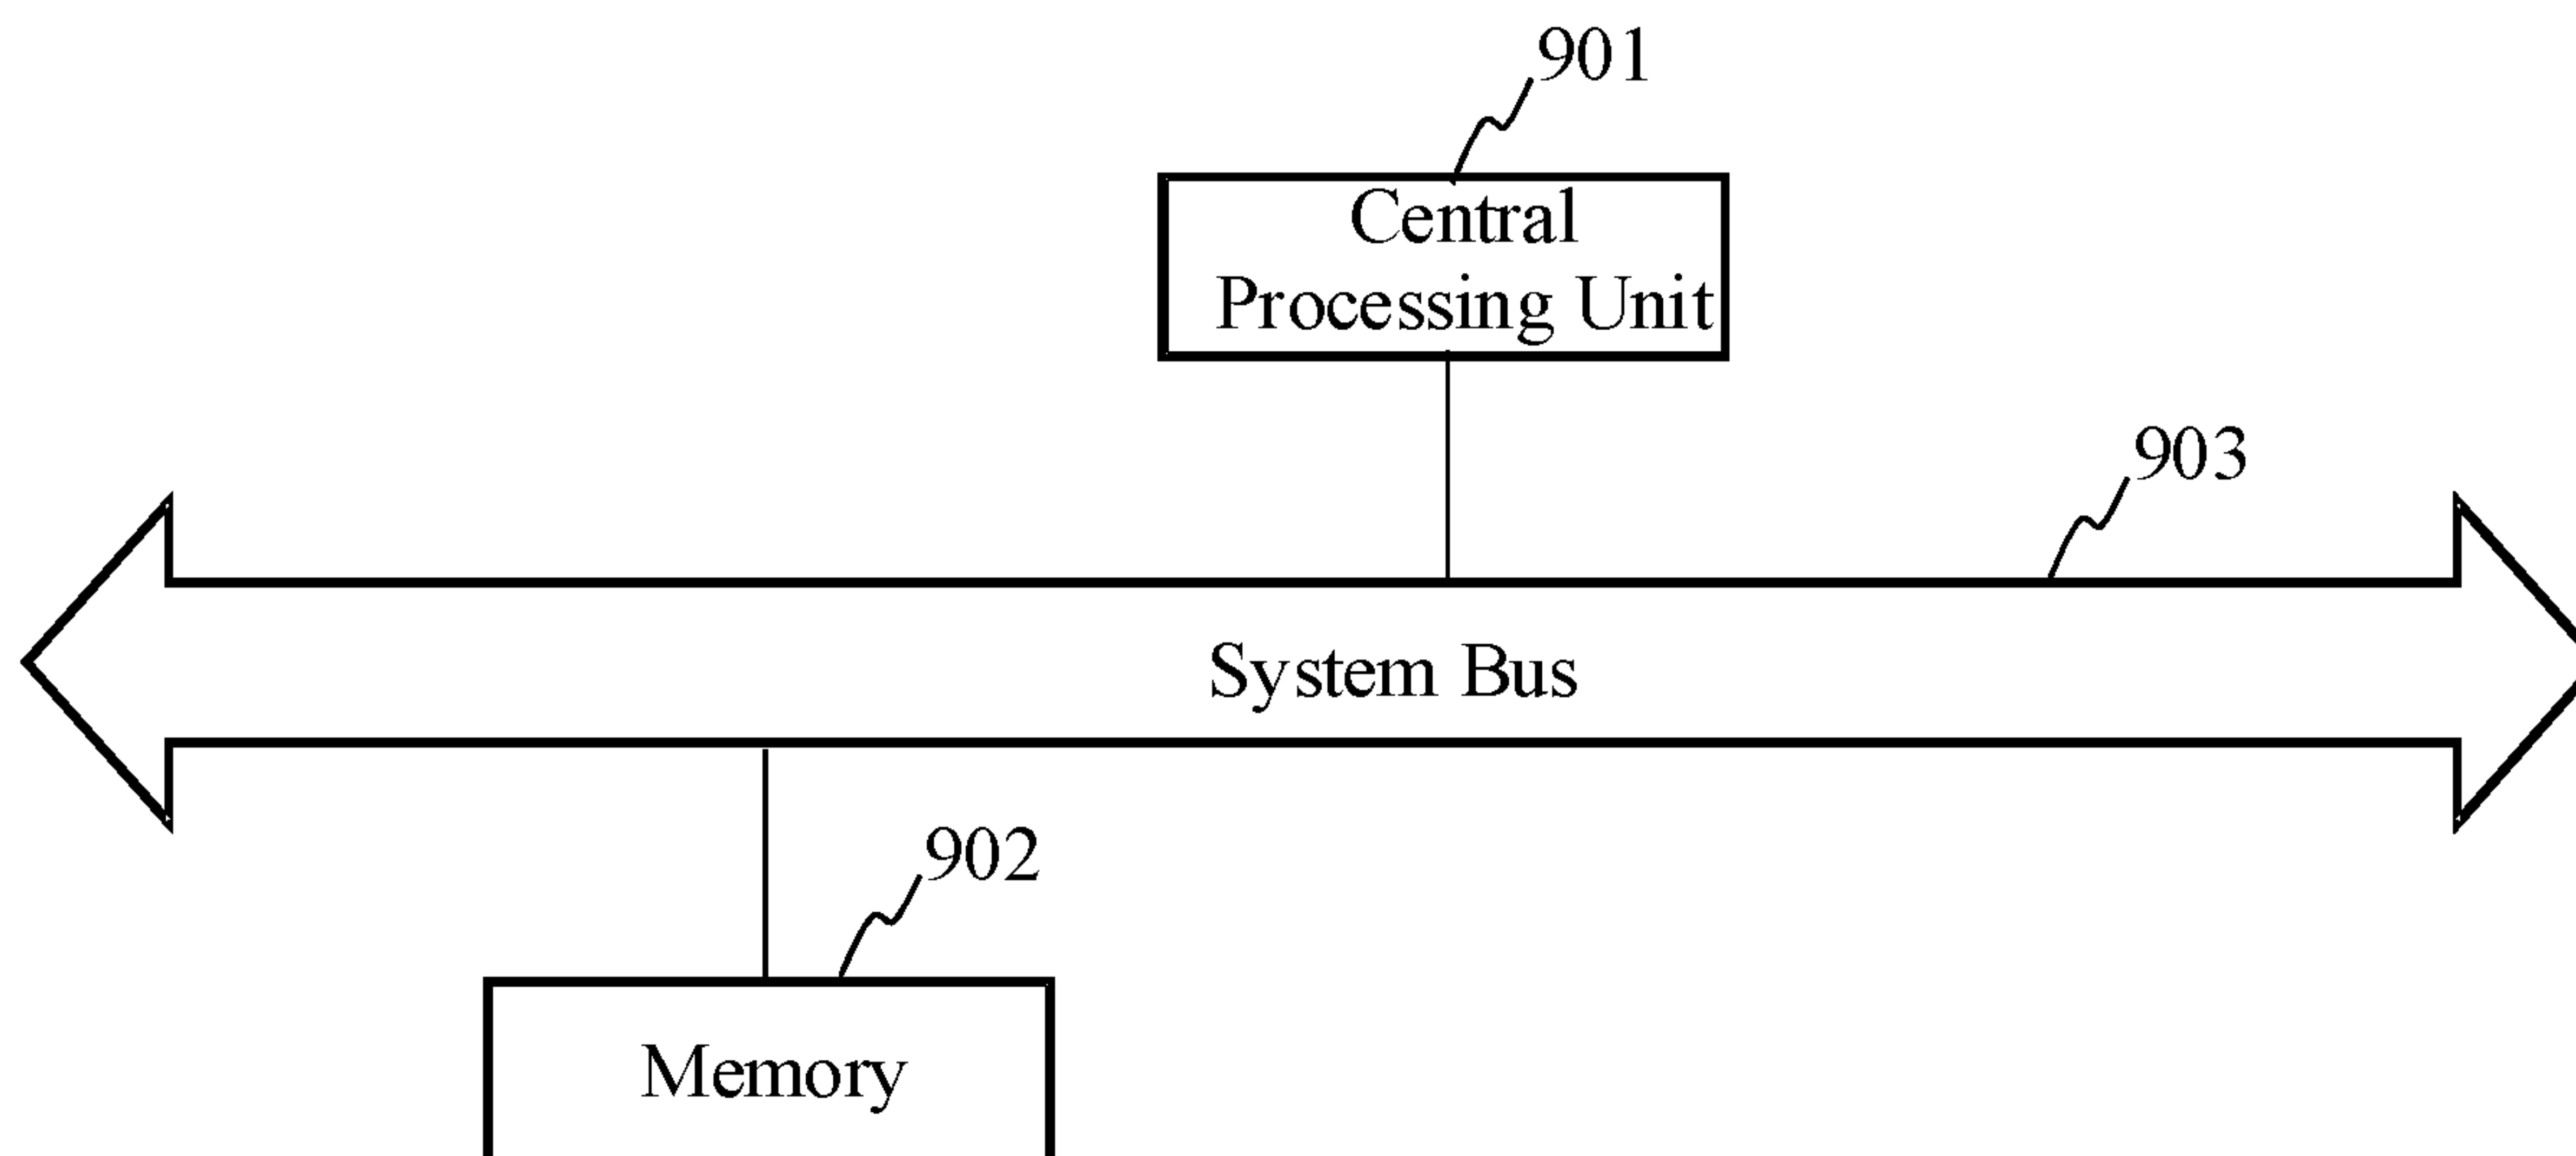 901
Central
Processing Unit
903
System Bus
902
Memory